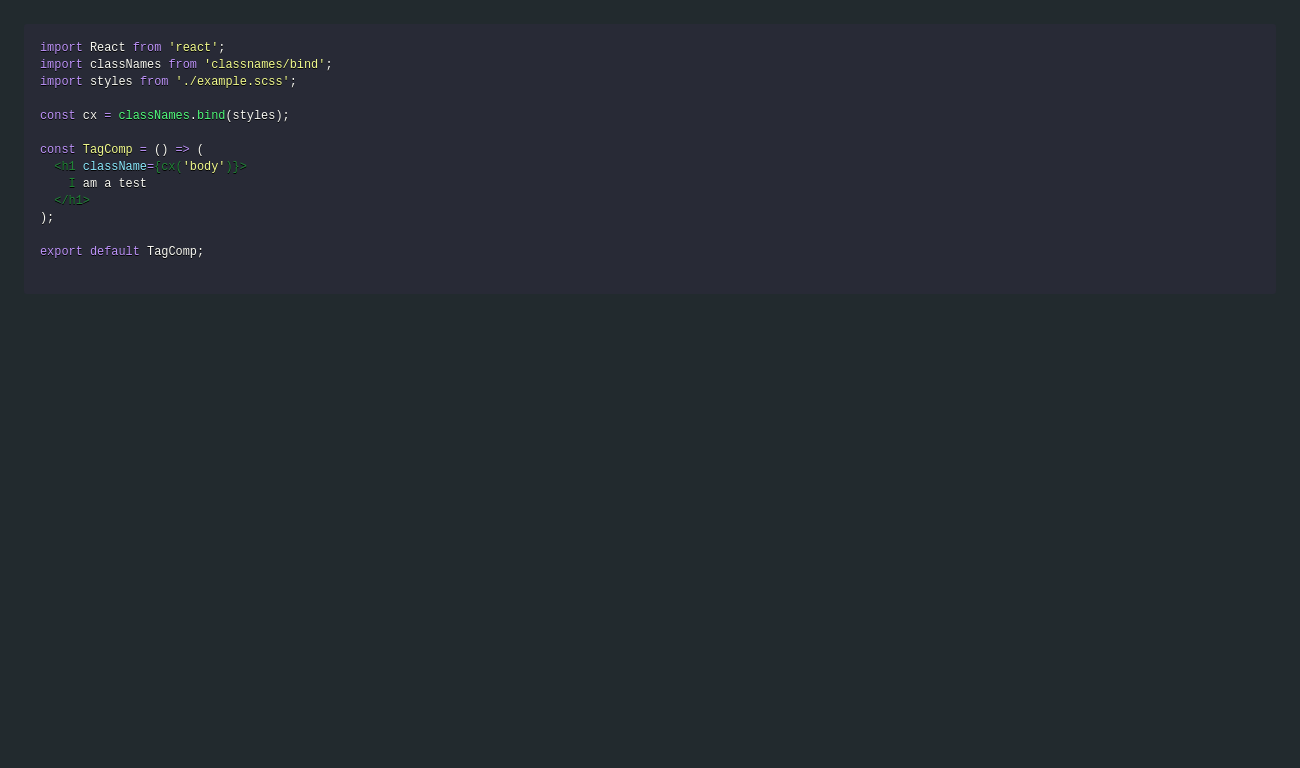 import React from 'react';
import classNames from 'classnames/bind';
import styles from './example.scss';

const cx = classNames.bind(styles);

const TagComp = () => (
  <h1 className={cx('body')}>
    I am a test
  </h1>
);

export default TagComp;